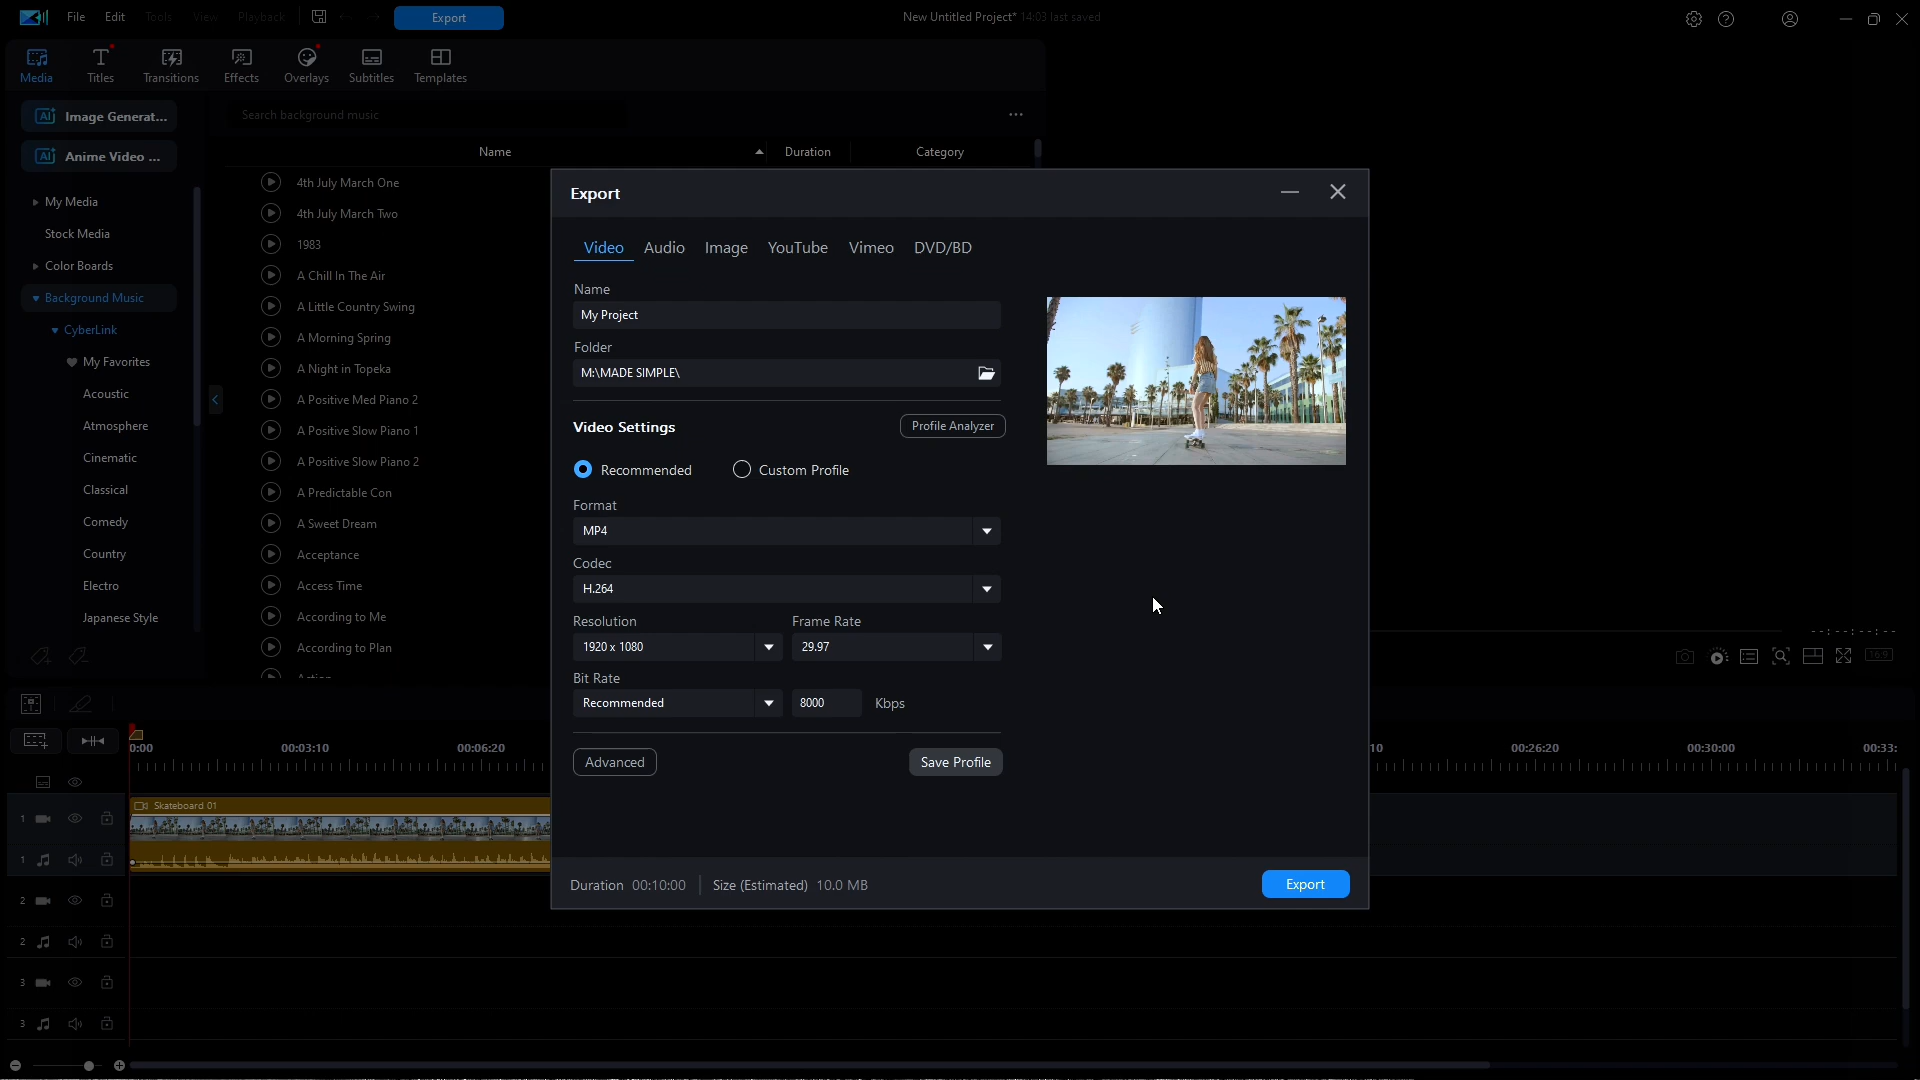 File Edit Tools View Playback Export New Untitled Project* 14:03 last saved
Media Titles Transitions Effects Overlays Subtitles Templates
AI Image Generat...
AI Anime Video ...
My Media
Stock Media
Color Boards
Background Music
CyberLink
My Favorites
Acoustic
Atmosphere
Cinematic
Classical
Comedy
Country
Electro
Japanese Style
Search background music
Name Duration Category
4th July March One
4th July March Two
1983
A Chill In The Air
A Little Country Swing
A Morning Spring
A Night in Topeka
A Positive Med Piano 2
A Positive Slow Piano 1
A Positive Slow Piano 2
A Predictable Con
A Sweet Dream
Acceptance
Access Time
According to Me
According to Plan
Export
Video Audio Image YouTube Vimeo DVD/BD
Name
My Project
Folder
M:\MADE SIMPLE\
Video Settings Profile Analyzer
Recommended Custom Profile
Format
MP4
Codec
H.264
Resolution Frame Rate
1920 x 1080 29.97
Bit Rate
Recommended 8000 Kbps
Advanced Save Profile
Duration 00:10:00 Size (Estimated) 10.0 MB Export
--:--:--:--
16:9
0:00 00:03:10 00:06:20 10 00:26:20 00:30:00 00:33:
Skateboard 01
1
1
2
2
3
3